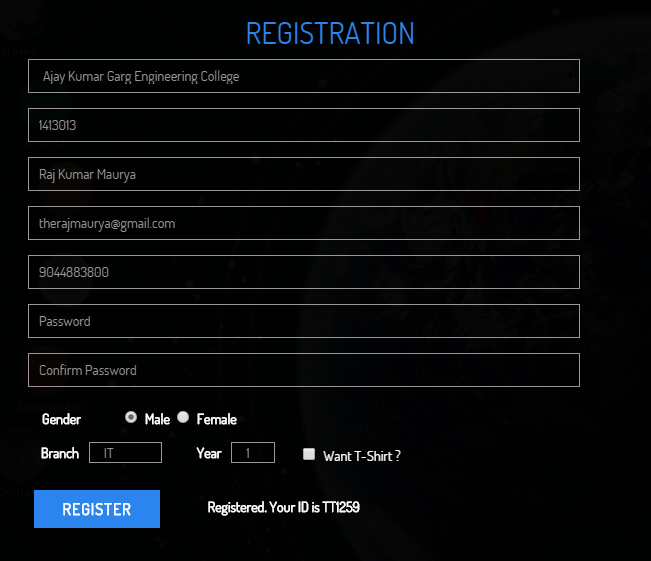 REGISTRATION
Ajay Kumar Garg Engineering College
1413013
Raj Kumar Maurya
therajmaurya@gmail.com
9044883800
Password
Confirm Password
Gender Male Female
Branch IT Year 1 Want T-Shirt ?
REGISTER Registered. Your ID is TT1259